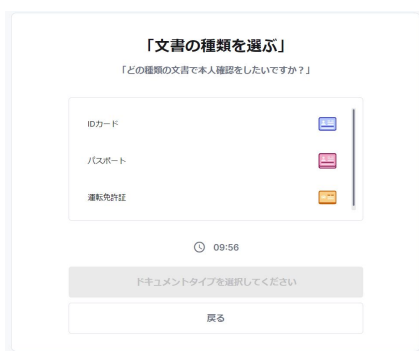 「文書の種類を選ぶ」
「どの種類の文書で本人確認をしたいですか？」
IDカード
パスポート
運転免許証
09:56
ドキュメントタイプを選択してください
戻る